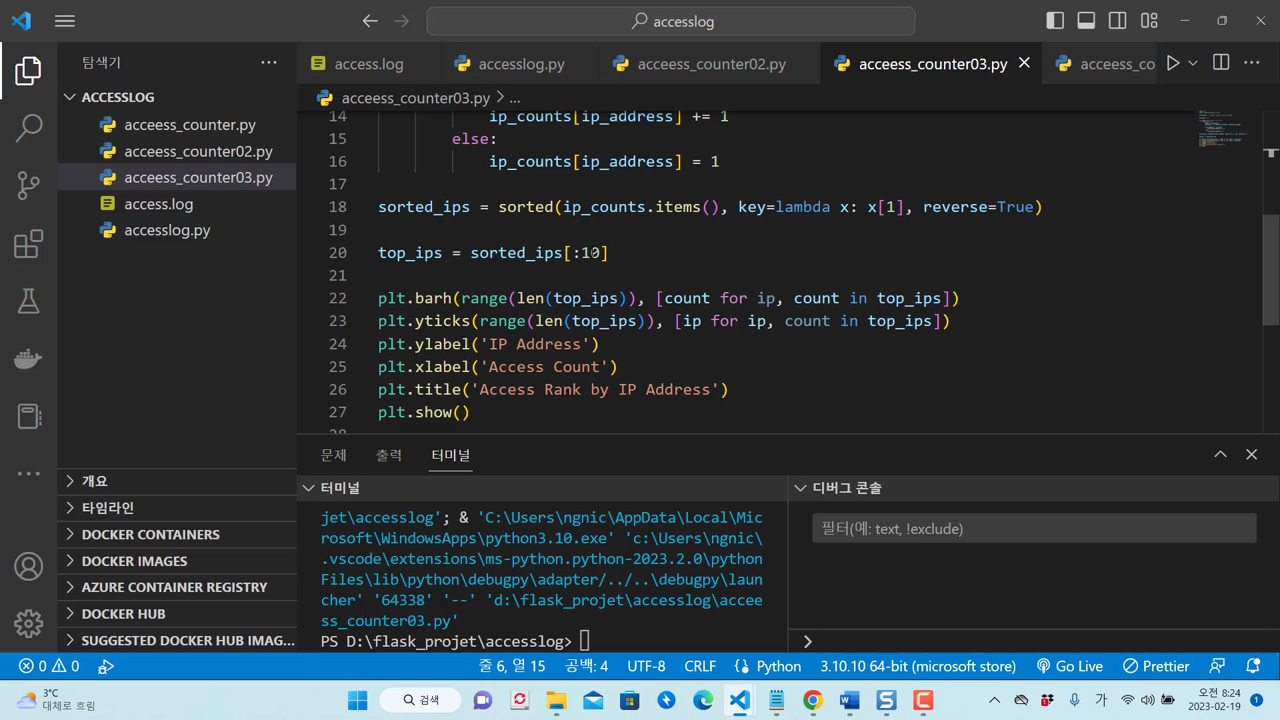 accesslog
탐색기
ACCESSLOG
acceess_counter.py
acceess_counter02.py
acceess_counter03.py
access.log
accesslog.py
개요
타임라인
DOCKER CONTAINERS
DOCKER IMAGES
AZURE CONTAINER REGISTRY
DOCKER HUB
SUGGESTED DOCKER HUB IMAG...
access.log accesslog.py acceess_counter02.py acceess_counter03.py acceess_co
acceess_counter03.py > ...
14 ip_counts[ip_address] += 1
15 else:
16 ip_counts[ip_address] = 1
17
18 sorted_ips = sorted(ip_counts.items(), key=lambda x: x[1], reverse=True)
19
20 top_ips = sorted_ips[:10]
21
22 plt.barh(range(len(top_ips)), [count for ip, count in top_ips])
23 plt.yticks(range(len(top_ips)), [ip for ip, count in top_ips])
24 plt.ylabel('IP Address')
25 plt.xlabel('Access Count')
26 plt.title('Access Rank by IP Address')
27 plt.show()
문제 출력 터미널
터미널
jet\accesslog'; & 'C:\Users\ngnic\AppData\Local\Mic
rosoft\WindowsApps\python3.10.exe' 'c:\Users\ngnic\
.vscode\extensions\ms-python.python-2023.2.0\python
Files\lib\python\debugpy\adapter/../..\debugpy\laun
cher' '64338' '--' 'd:\flask_projet\accesslog\accee
ss_counter03.py'
PS D:\flask_projet\accesslog>
디버그 콘솔
필터(예: text, !exclude)
0 0 줄 6, 열 15 공백: 4 UTF-8 CRLF Python 3.10.10 64-bit (microsoft store) Go Live Prettier
3°C
대체로 흐림
검색
가
오전 8:24
2023-02-19
1